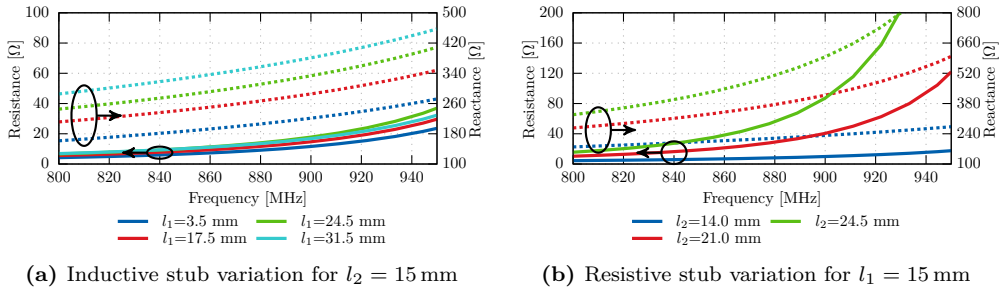 100
80
60
40
20
0
Resistance [Ω]
500
420
340
260
180
100
Reactance [Ω]
800 820 840 860 880 900 920 940
Frequency [MHz]
l1=3.5 mm
l1=24.5 mm
l1=17.5 mm
l1=31.5 mm
(a) Inductive stub variation for l2 = 15 mm
200
160
120
80
40
0
Resistance [Ω]
800
660
520
380
240
100
Reactance [Ω]
800 820 840 860 880 900 920 940
Frequency [MHz]
l2=14.0 mm
l2=24.5 mm
l2=21.0 mm
(b) Resistive stub variation for l1 = 15 mm